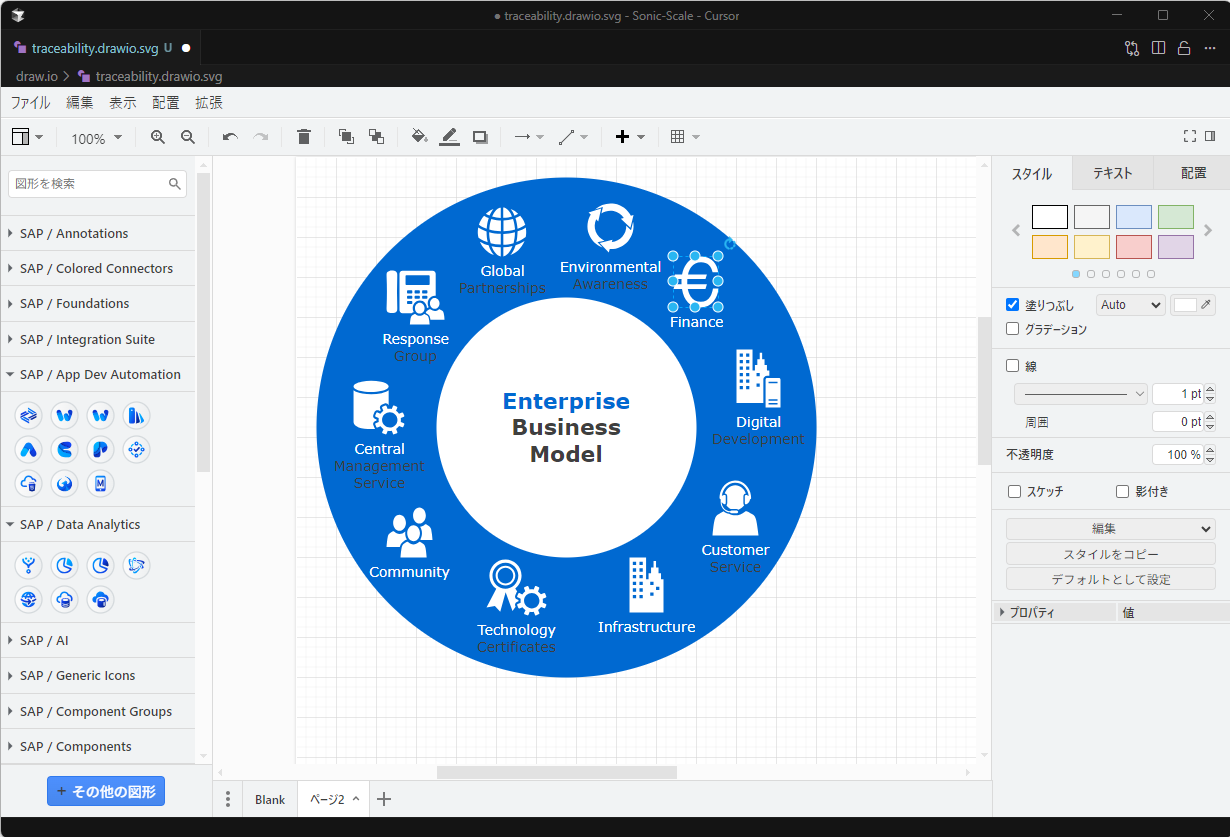 ● traceability.drawio.svg - Sonic-Scale - Cursor
traceability.drawio.svg U ●
draw.io > traceability.drawio.svg
ファイル 編集 表示 配置 拡張
100%
図形を検索
SAP / Annotations
SAP / Colored Connectors
SAP / Foundations
SAP / Integration Suite
SAP / App Dev Automation
SAP / Data Analytics
SAP / AI
SAP / Generic Icons
SAP / Component Groups
SAP / Components
+ その他の図形
Global
Partnerships
Environmental
Awareness
Finance
Response
Group
Digital
Development
Central
Management
Service
Enterprise
Business
Model
Customer
Service
Community
Technology
Certificates
Infrastructure
Blank
ページ2
スタイル テキスト 配置
塗りつぶし Auto
グラデーション
線
1 pt
周囲 0 pt
不透明度 100 %
スケッチ 影付き
編集
スタイルをコピー
デフォルトとして設定
プロパティ 値